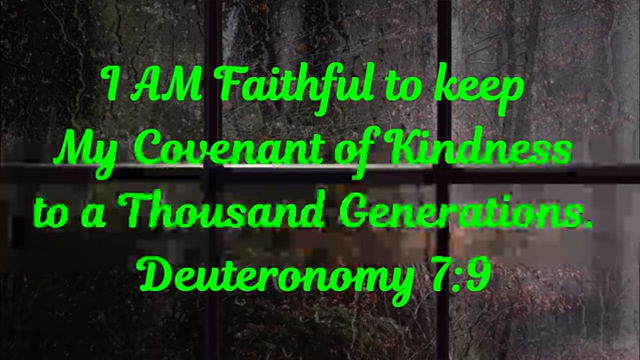 I AM Faithful to keep
My Covenant of Kindness
to a Thousand Generations.
Deuteronomy 7:9